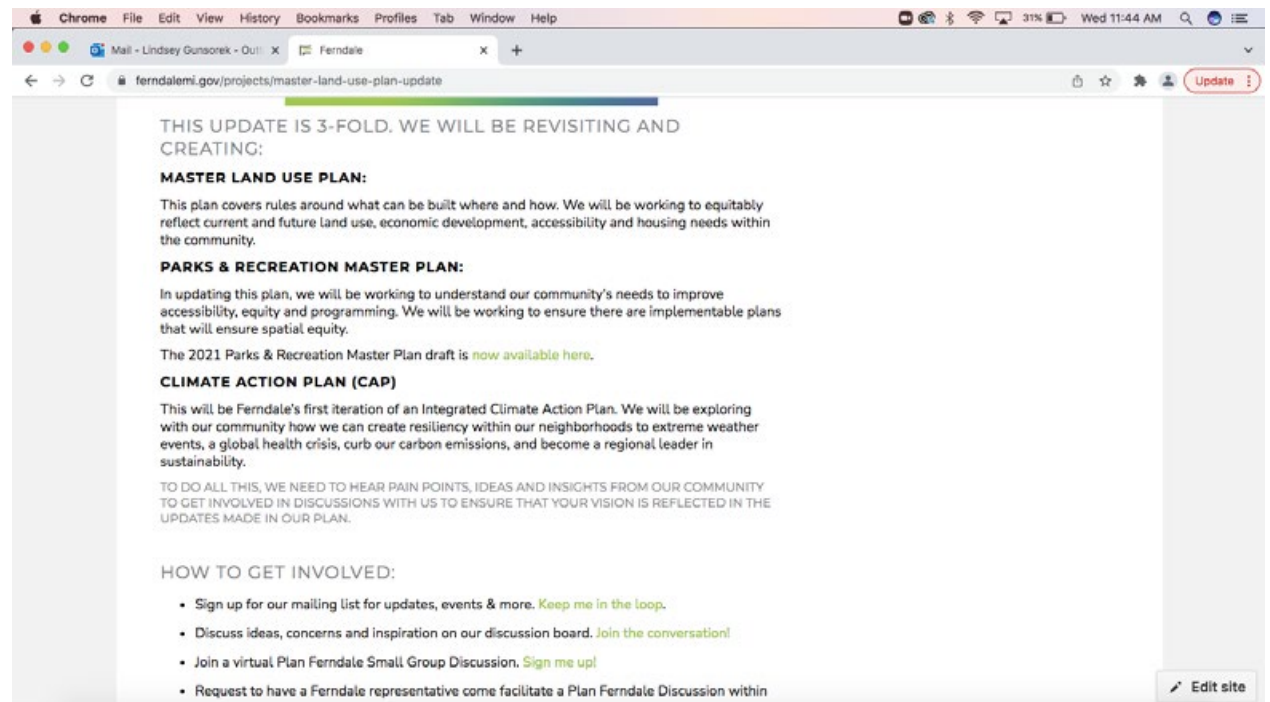 Chrome File Edit View History Bookmarks Profiles Tab Window Help 31% Wed 11:44 AM
Mail - Lindsey Gunsorek - Outl Ferndale
ferndalemi.gov/projects/master-land-use-plan-update Update
THIS UPDATE IS 3-FOLD. WE WILL BE REVISITING AND
CREATING:
MASTER LAND USE PLAN:
This plan covers rules around what can be built where and how. We will be working to equitably
reflect current and future land use, economic development, accessibility and housing needs within
the community.
PARKS & RECREATION MASTER PLAN:
In updating this plan, we will be working to understand our community's needs to improve
accessibility, equity and programming. We will be working to ensure there are implementable plans
that will ensure spatial equity.
The 2021 Parks & Recreation Master Plan draft is now available here.
CLIMATE ACTION PLAN (CAP)
This will be Ferndale's first iteration of an Integrated Climate Action Plan. We will be exploring
with our community how we can create resiliency within our neighborhoods to extreme weather
events, a global health crisis, curb our carbon emissions, and become a regional leader in
sustainability.
TO DO ALL THIS, WE NEED TO HEAR PAIN POINTS, IDEAS AND INSIGHTS FROM OUR COMMUNITY
TO GET INVOLVED IN DISCUSSIONS WITH US TO ENSURE THAT YOUR VISION IS REFLECTED IN THE
UPDATES MADE IN OUR PLAN.
HOW TO GET INVOLVED:
• Sign up for our mailing list for updates, events & more. Keep me in the loop.
• Discuss ideas, concerns and inspiration on our discussion board. Join the conversation!
• Join a virtual Plan Ferndale Small Group Discussion. Sign me up!
• Request to have a Ferndale representative come facilitate a Plan Ferndale Discussion within
Edit site